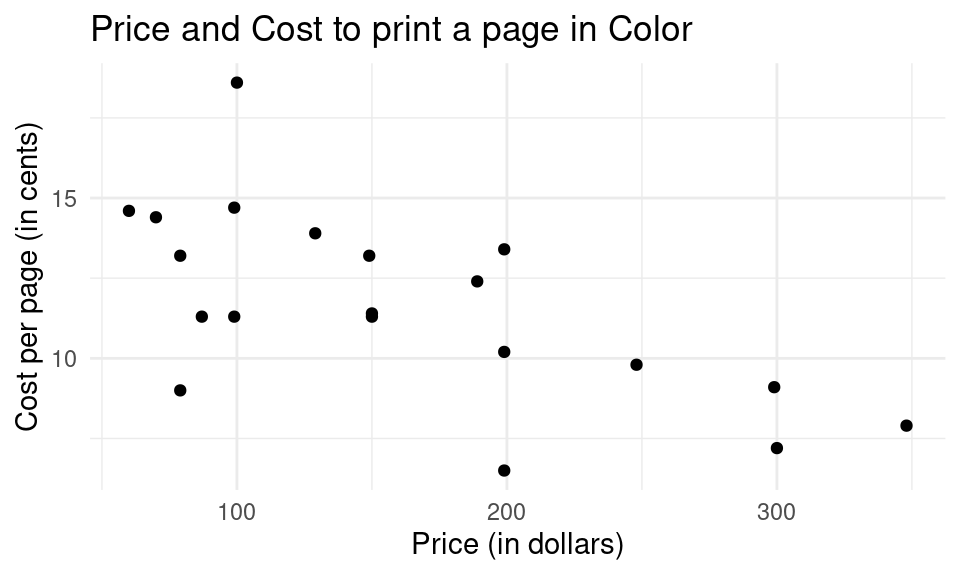 Price and Cost to print a page in Color
Cost per page (in cents)
15
10
100
200
300
Price (in dollars)